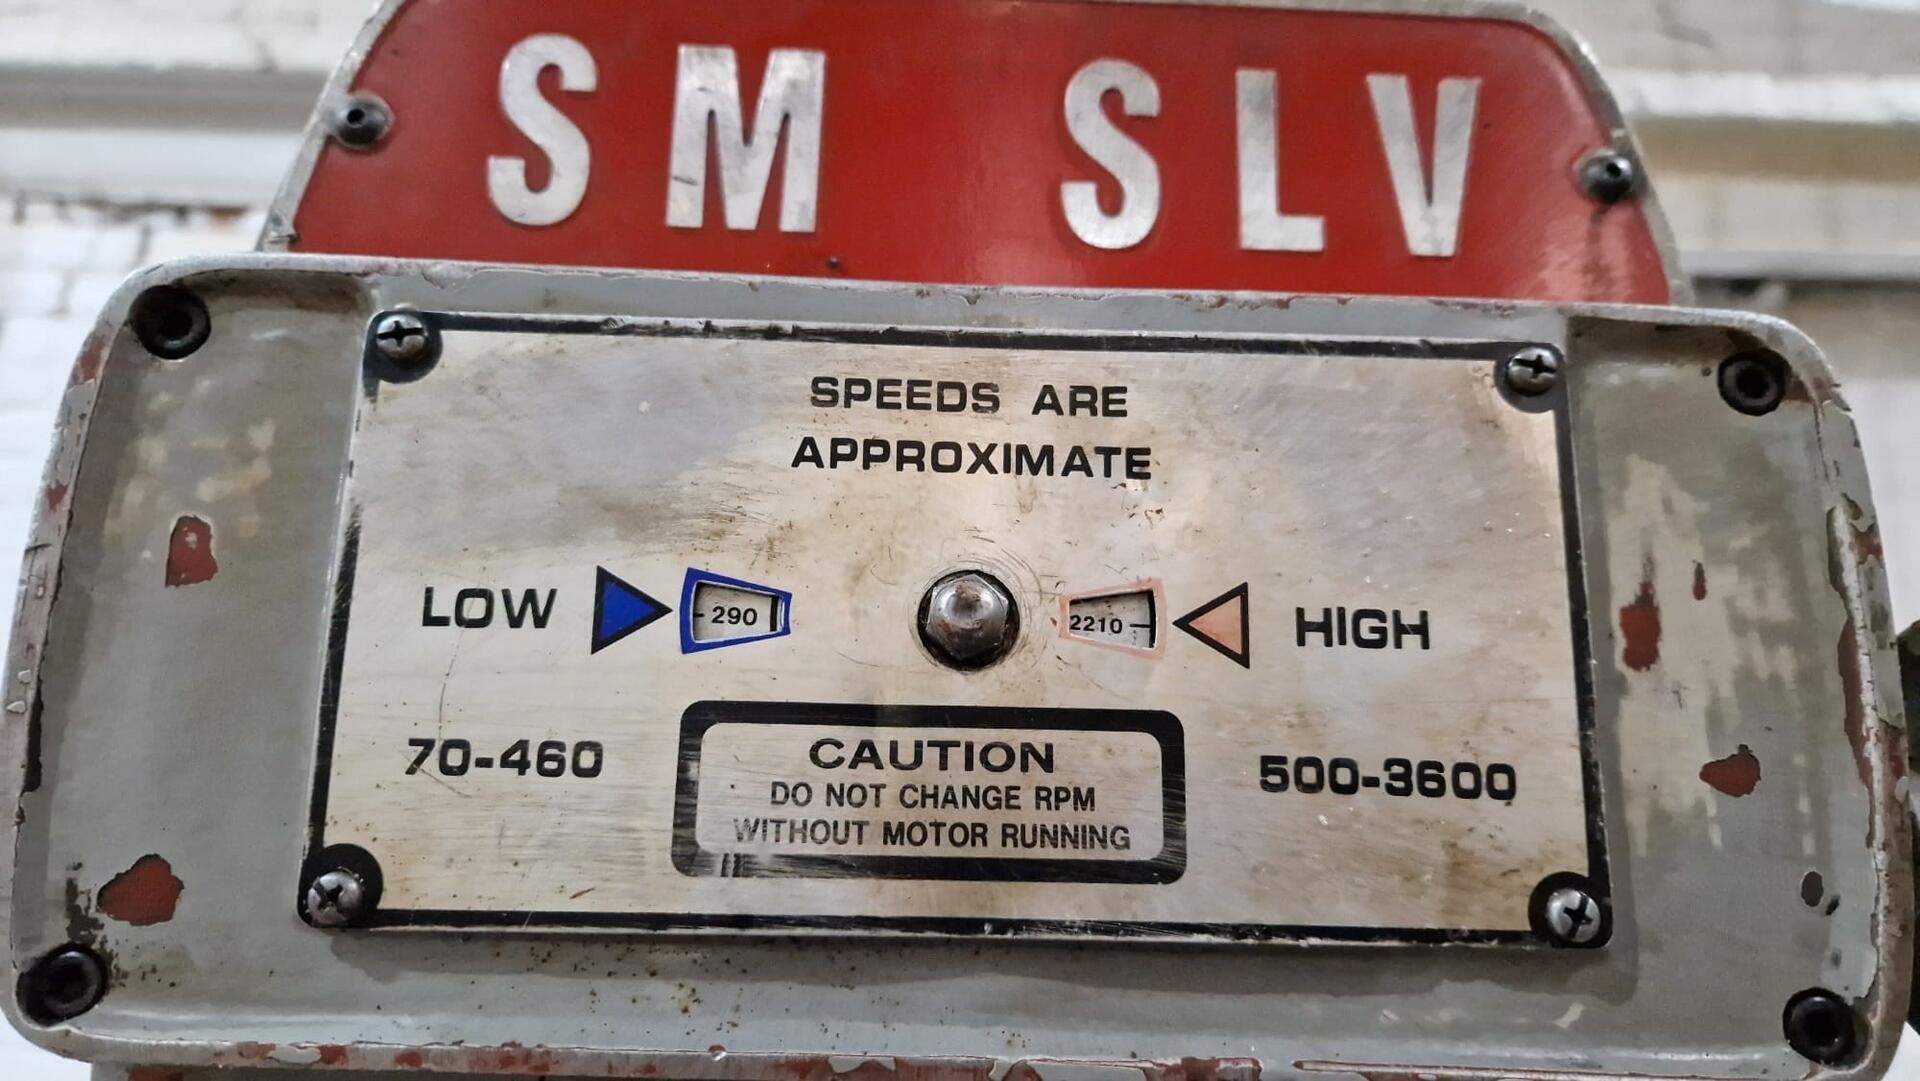 SM SLV
SPEEDS ARE
APPROXIMATE
LOW 290 2210 HIGH
70-460 500-3600
CAUTION
DO NOT CHANGE RPM
WITHOUT MOTOR RUNNING